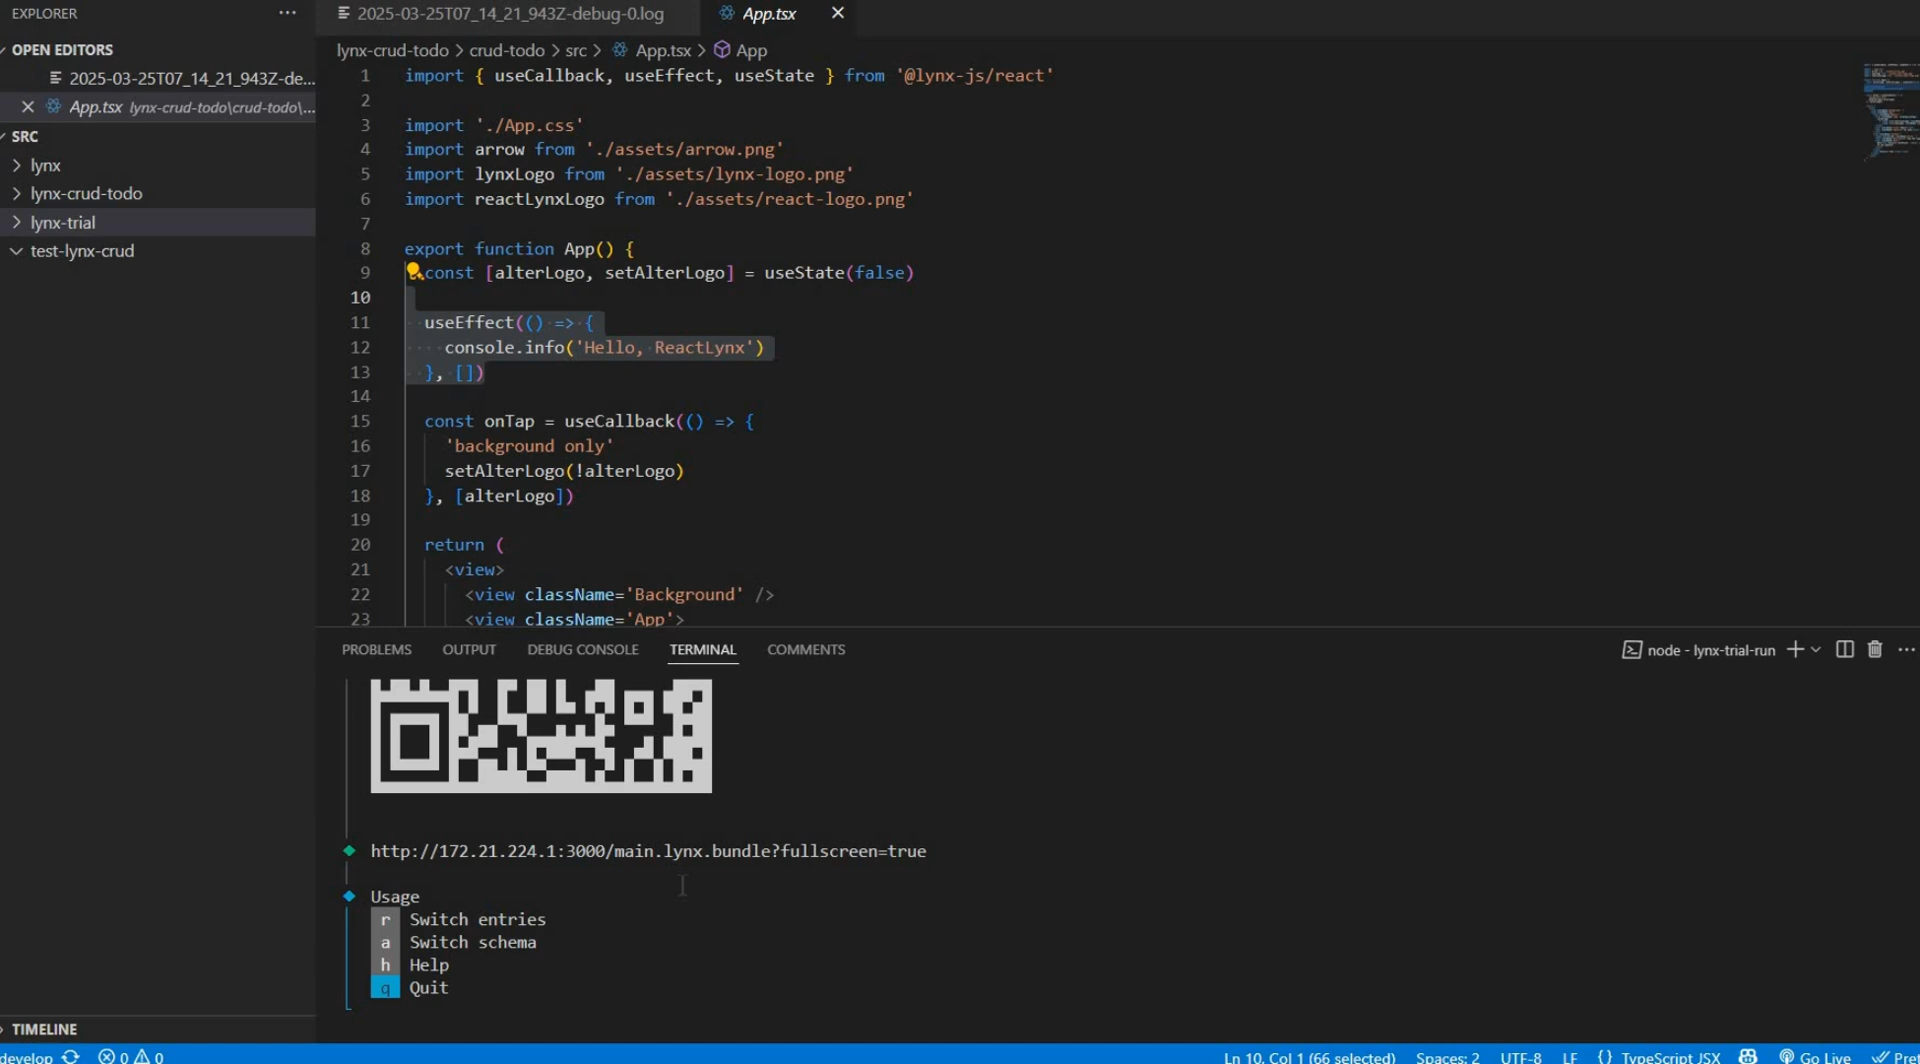 EXPLORER
OPEN EDITORS
2025-03-25T07_14_21_943Z-de...
App.tsx lynx-crud-todo\crud-todo\...
SRC
lynx
lynx-crud-todo
lynx-trial
test-lynx-crud
TIMELINE
2025-03-25T07_14_21_943Z-debug-0.log
App.tsx
lynx-crud-todo > crud-todo > src > App.tsx > App
1 import { useCallback, useEffect, useState } from '@lynx-js/react'
2
3 import './App.css'
4 import arrow from './assets/arrow.png'
5 import lynxLogo from './assets/lynx-logo.png'
6 import reactLynxLogo from './assets/react-logo.png'
7
8 export function App() {
9 const [alterLogo, setAlterLogo] = useState(false)
10
11 useEffect(() => {
12 console.info('Hello, ReactLynx')
13 }, [])
14
15 const onTap = useCallback(() => {
16 'background only'
17 setAlterLogo(!alterLogo)
18 }, [alterLogo])
19
20 return (
21 <view>
22 <view className='Background' />
23 <view className='App'>
PROBLEMS OUTPUT DEBUG CONSOLE TERMINAL COMMENTS
node - lynx-trial-run
http://172.21.224.1:3000/main.lynx.bundle?fullscreen=true
Usage
r Switch entries
a Switch schema
h Help
q Quit
develop 0 0 Ln 10, Col 1 (66 selected) Spaces: 2 UTF-8 LF {} TypeScript JSX Go Live Pret